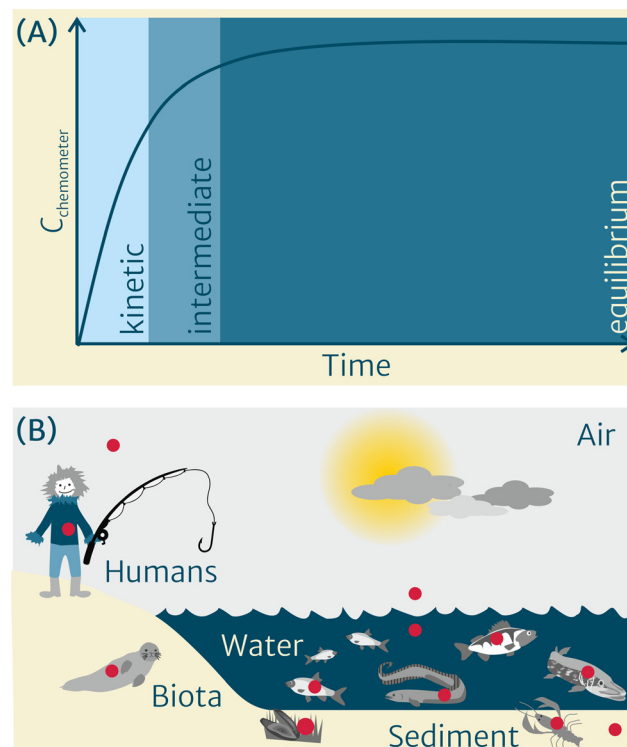 (A)
Cchemometer
kinetic
intermediate
equilibrium
Time
(B)
Air
Humans
Water
Biota
Sediment